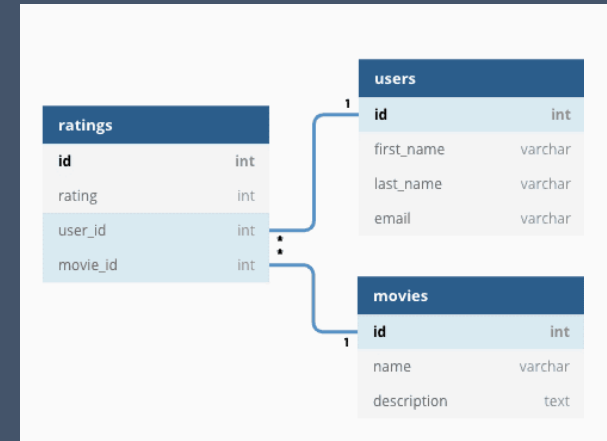 ratings
id int
rating int
user_id int
movie_id int
*
*
1
users
id int
first_name varchar
last_name varchar
email varchar
1
movies
id int
name varchar
description text